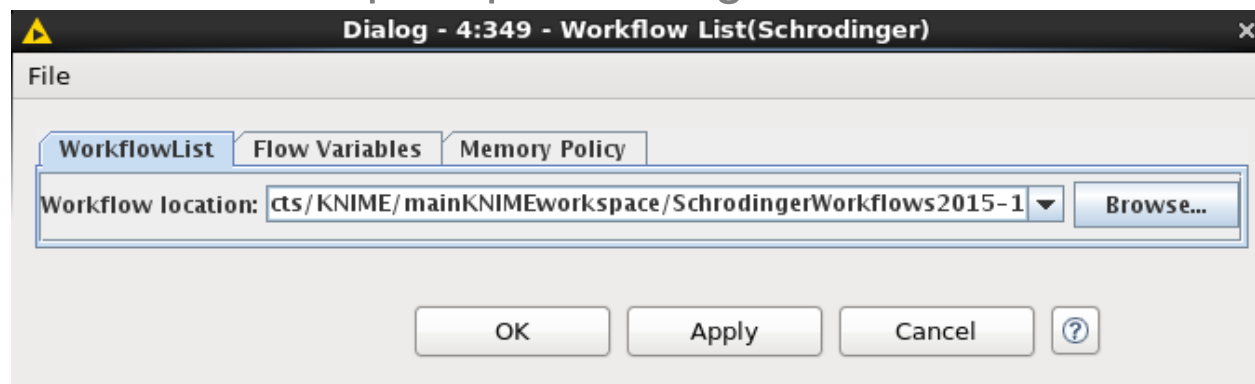 Dialog - 4:349 - Workflow List(Schrodinger)
File
WorkflowList Flow Variables Memory Policy
Workflow location: cts/KNIME/mainKNIMEworkspace/SchrodingerWorkflows2015-1 Browse...
OK Apply Cancel